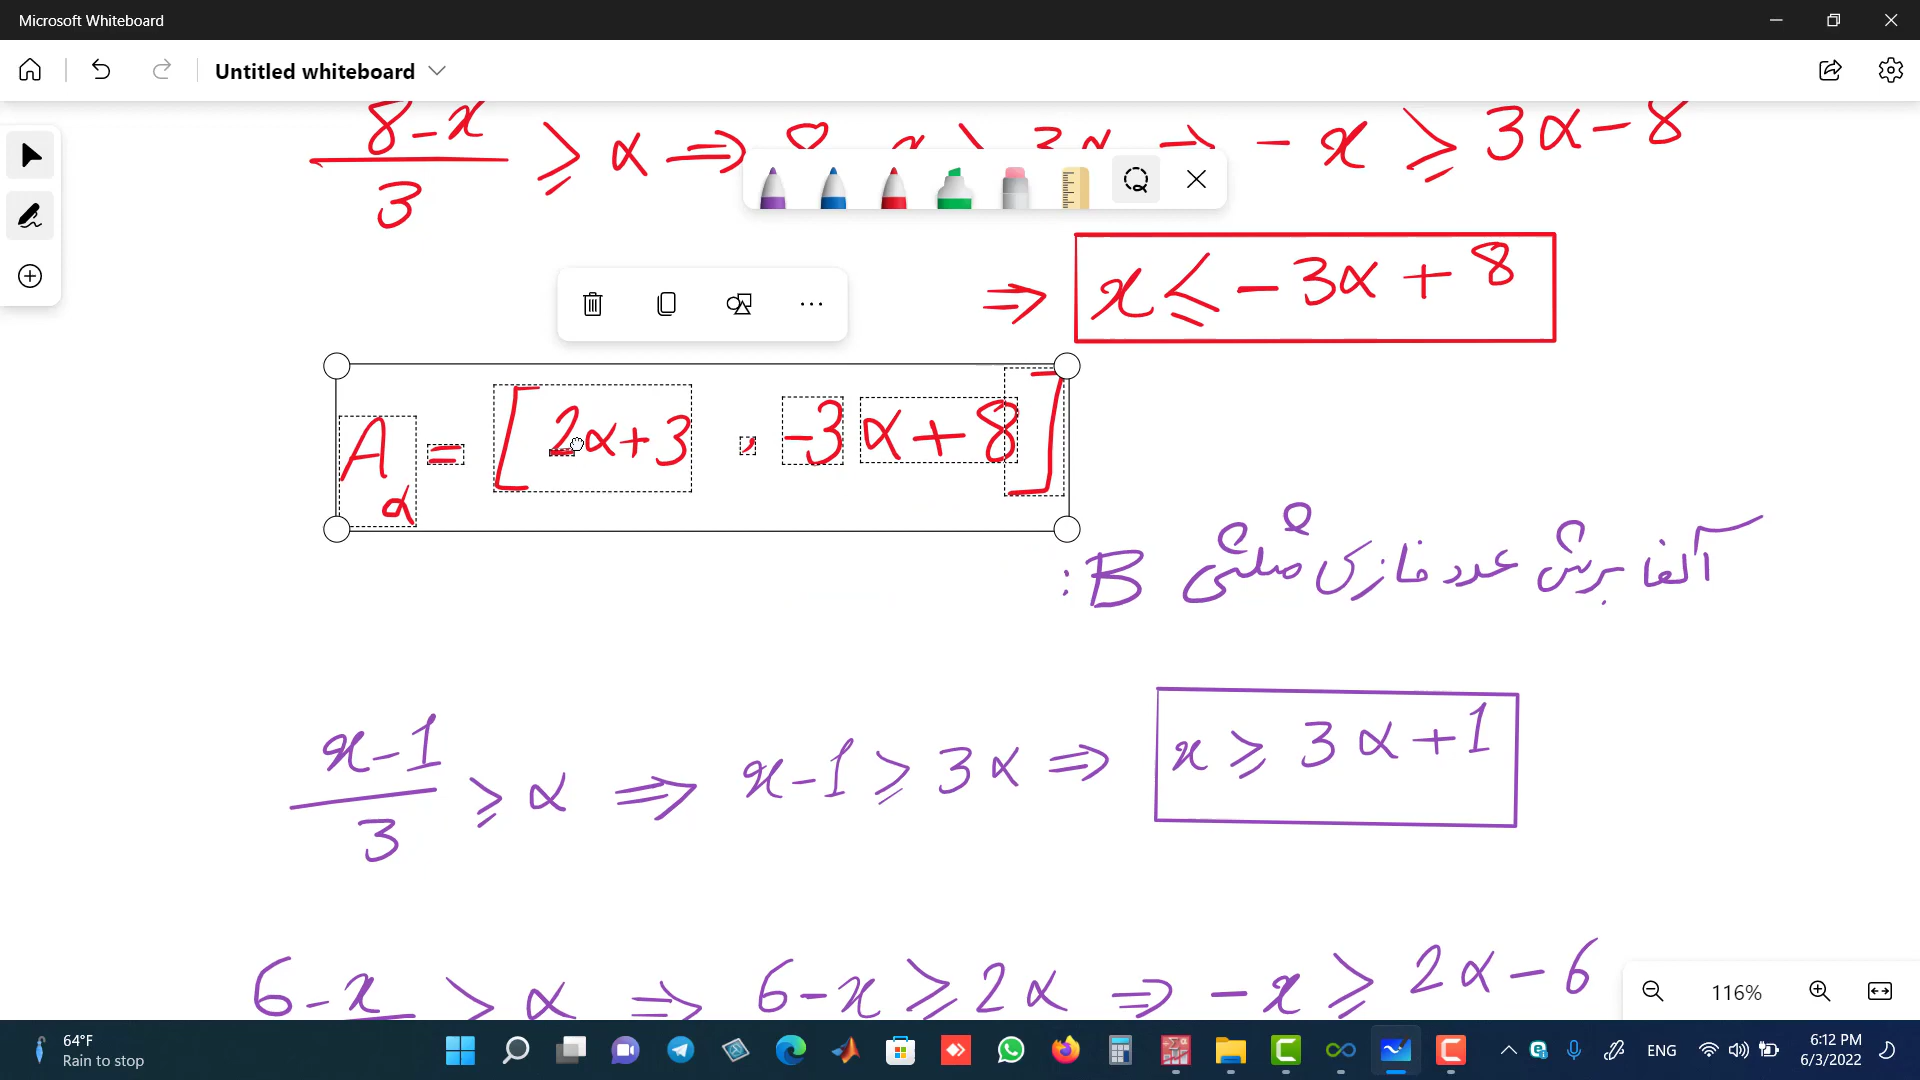 Microsoft Whiteboard
Untitled whiteboard
(8-x)/3 ≥ α ⇒ 8 - x ≥ 3α ⇒ -x ≥ 3α-8
⇒ x ≤ -3α + 8
A_α = [2α+3 , -3α+8]
آلفا برش عدد فازی مثلثی B :
(x-1)/3 ≥ α ⇒ x-1 ≥ 3α ⇒ x ≥ 3α+1
6-x ≥ α ⇒ 6-x ≥ 2α ⇒ -x ≥ 2α-6
116%
64°F
Rain to stop
ENG
6:12 PM
6/3/2022